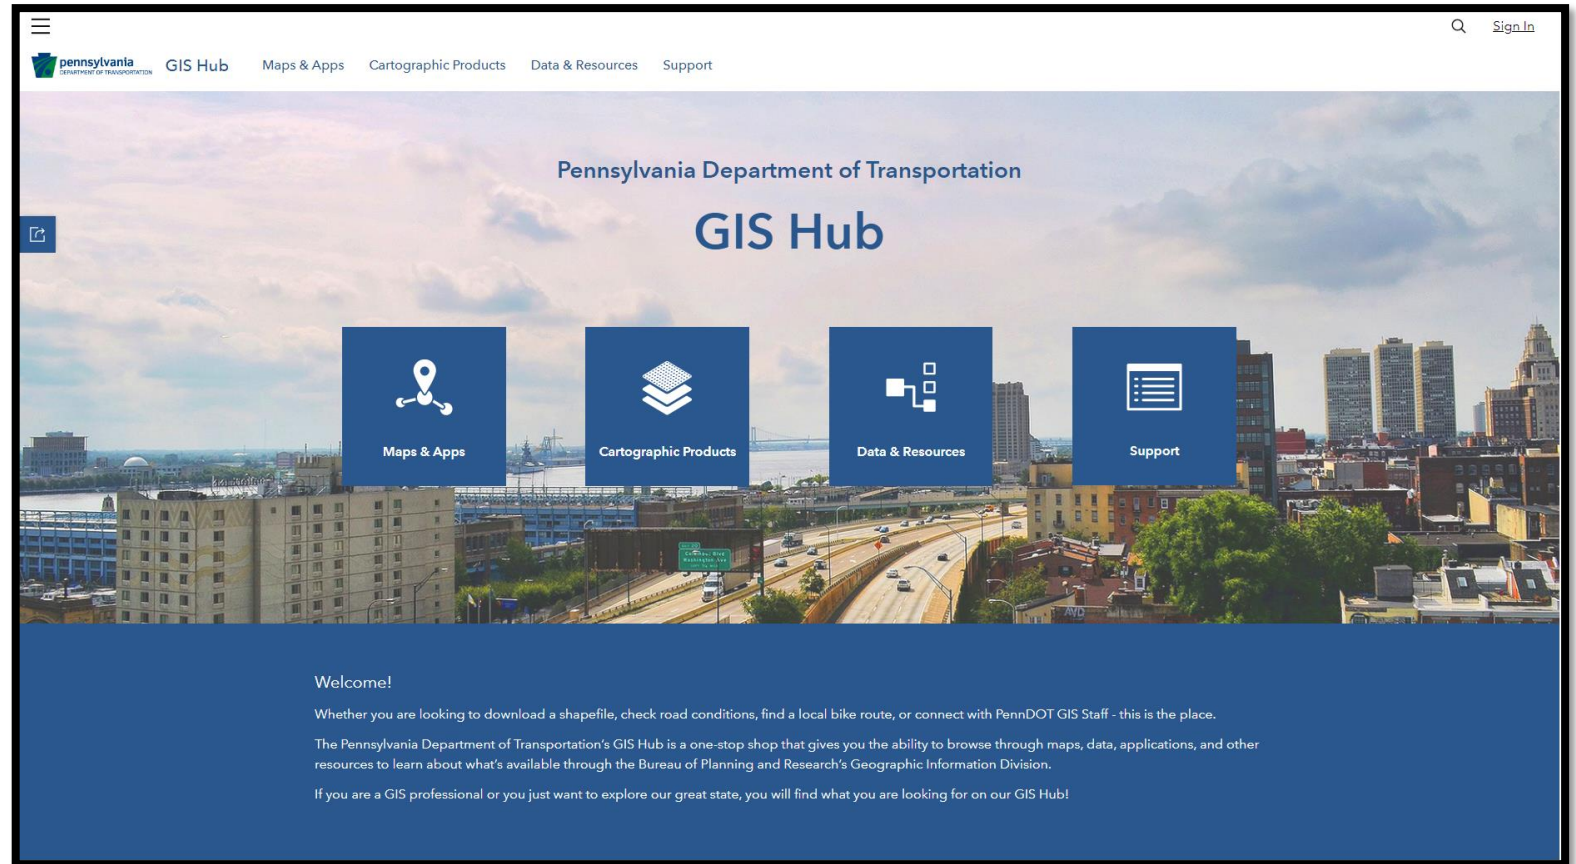 Sign In
pennsylvania
DEPARTMENT OF TRANSPORTATION
GIS Hub
Maps & Apps
Cartographic Products
Data & Resources
Support
Pennsylvania Department of Transportation
GIS Hub
Maps & Apps
Cartographic Products
Data & Resources
Support
Columbus Blvd
Washington Ave
Welcome!
Whether you are looking to download a shapefile, check road conditions, find a local bike route, or connect with PennDOT GIS Staff - this is the place.
The Pennsylvania Department of Transportation's GIS Hub is a one-stop shop that gives you the ability to browse through maps, data, applications, and other
resources to learn about what's available through the Bureau of Planning and Research's Geographic Information Division.
If you are a GIS professional or you just want to explore our great state, you will find what you are looking for on our GIS Hub!